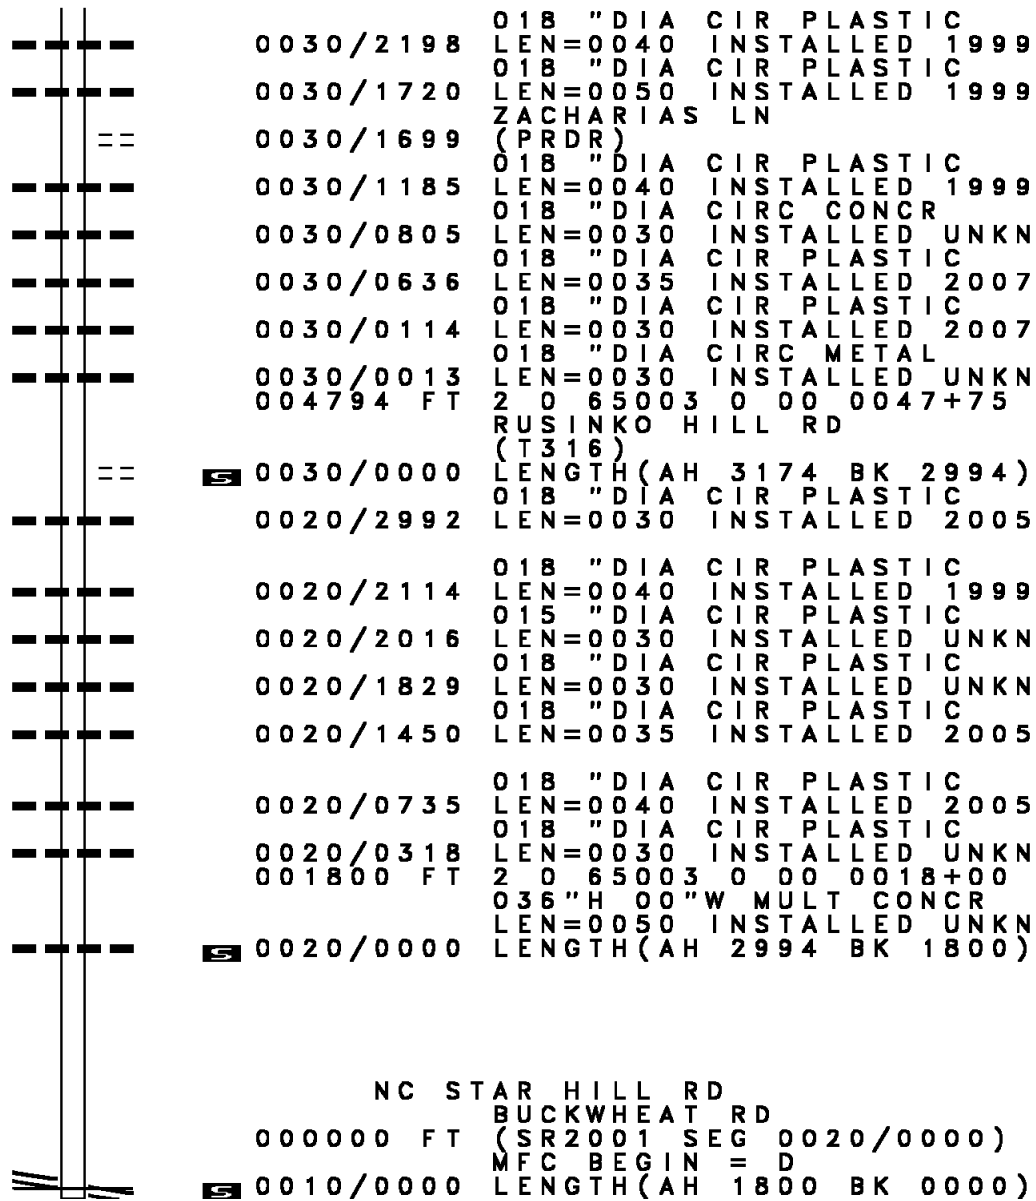 018 "DIA CIR PLASTIC
0030/2198 LEN=0040 INSTALLED 1999
018 "DIA CIR PLASTIC
0030/1720 LEN=0050 INSTALLED 1999
ZACHARIAS LN
0030/1699 (PRDR)
018 "DIA CIR PLASTIC
0030/1185 LEN=0040 INSTALLED 1999
018 "DIA CIRC CONCR
0030/0805 LEN=0030 INSTALLED UNKN
018 "DIA CIR PLASTIC
0030/0636 LEN=0035 INSTALLED 2007
018 "DIA CIR PLASTIC
0030/0114 LEN=0030 INSTALLED 2007
018 "DIA CIRC METAL
0030/0013 LEN=0030 INSTALLED UNKN
004794 FT 2 0 65003 0 00 0047+75
RUSINKO HILL RD
(T316)
S 0030/0000 LENGTH(AH 3174 BK 2994)
018 "DIA CIR PLASTIC
0020/2992 LEN=0030 INSTALLED 2005
018 "DIA CIR PLASTIC
0020/2114 LEN=0040 INSTALLED 1999
015 "DIA CIR PLASTIC
0020/2016 LEN=0030 INSTALLED UNKN
018 "DIA CIR PLASTIC
0020/1829 LEN=0030 INSTALLED UNKN
018 "DIA CIR PLASTIC
0020/1450 LEN=0035 INSTALLED 2005
018 "DIA CIR PLASTIC
0020/0735 LEN=0040 INSTALLED 2005
018 "DIA CIR PLASTIC
0020/0318 LEN=0030 INSTALLED UNKN
001800 FT 2 0 65003 0 00 0018+00
036"H 00"W MULT CONCR
LEN=0050 INSTALLED UNKN
S 0020/0000 LENGTH(AH 2994 BK 1800)
NC STAR HILL RD
BUCKWHEAT RD
000000 FT (SR2001 SEG 0020/0000)
MFC BEGIN = D
S 0010/0000 LENGTH(AH 1800 BK 0000)